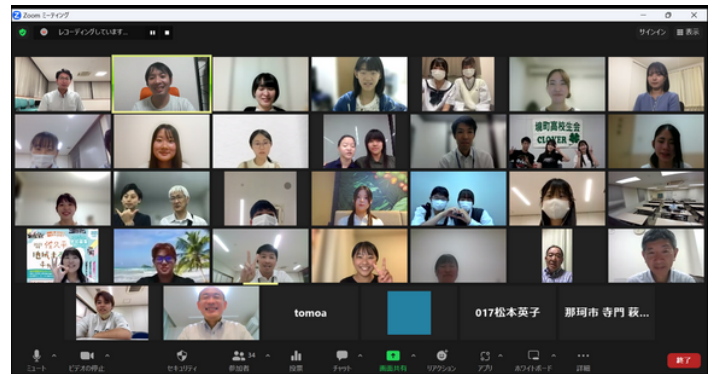 Zoom ミーティング
レコーディングしています...
サインイン
表示
境町高校生会
CLOVER
tomoa
017松本英子
那珂市 寺門 萩...
ミュート
ビデオの停止
セキュリティ
参加者
34
投票
チャット
画面共有
リアクション
アプリ
ホワイトボード
詳細
終了